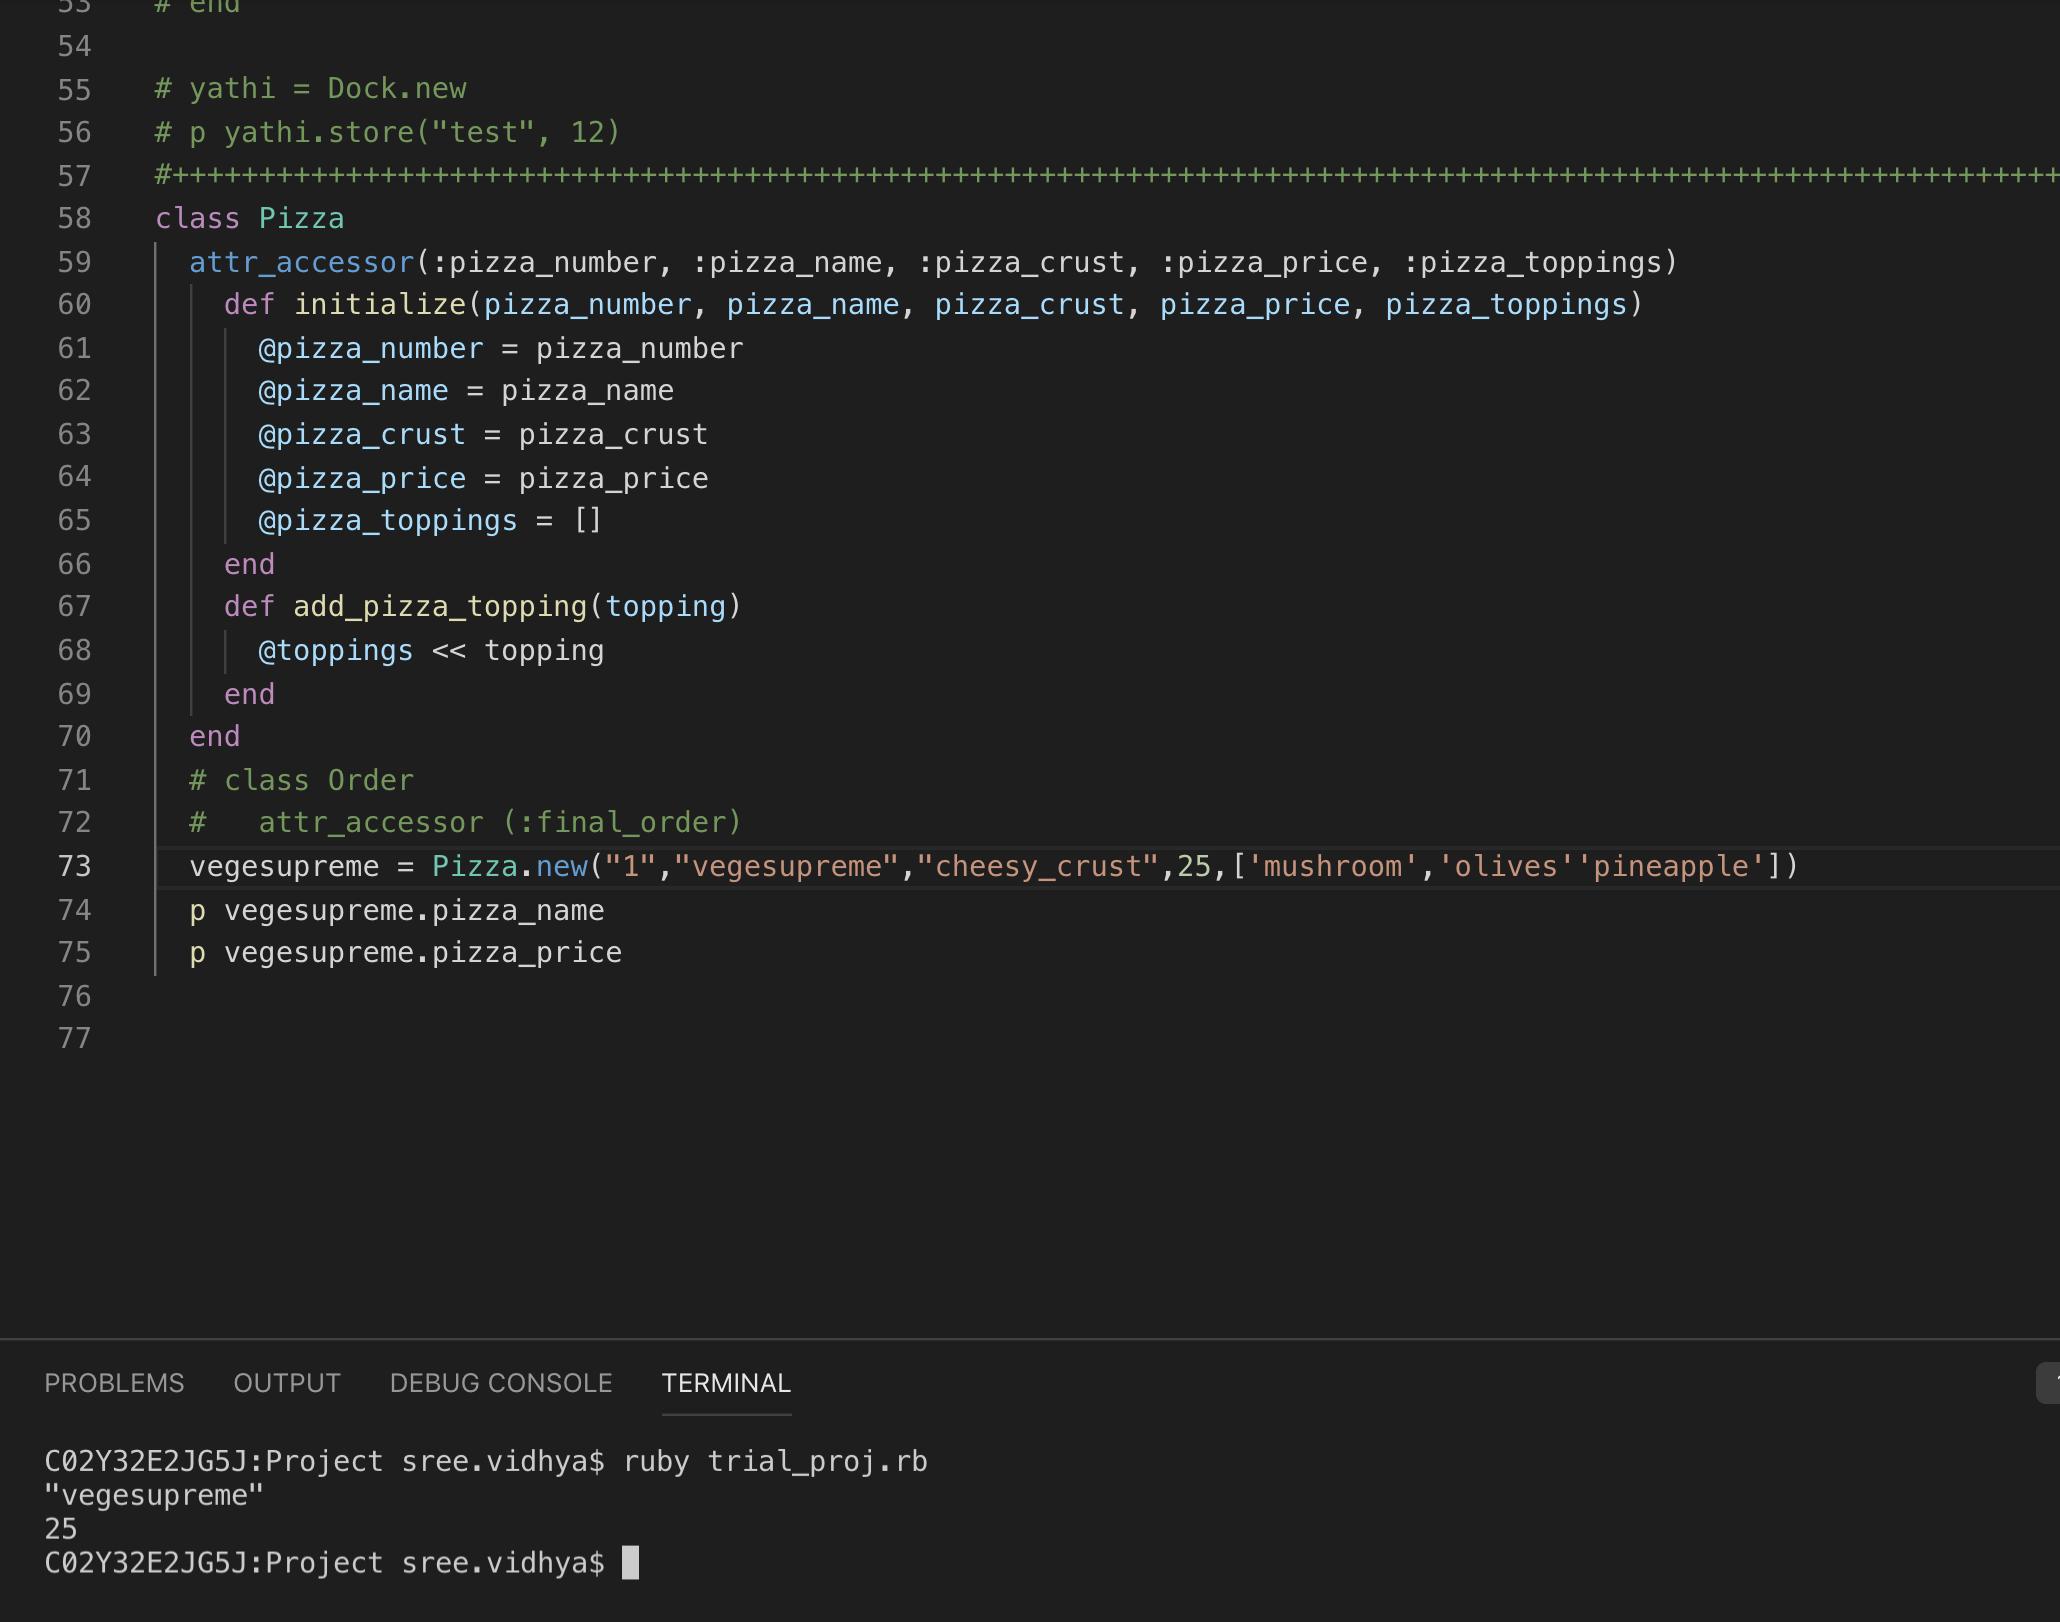 53 # end
54
55 # yathi = Dock.new
56 # p yathi.store("test", 12)
57 #++++++++++++++++++++++++++++++++++++++++++++++++++++++++++++++++++++++++++++++++++++++++++++++++++++++++++++++
58 class Pizza
59 attr_accessor(:pizza_number, :pizza_name, :pizza_crust, :pizza_price, :pizza_toppings)
60 def initialize(pizza_number, pizza_name, pizza_crust, pizza_price, pizza_toppings)
61 @pizza_number = pizza_number
62 @pizza_name = pizza_name
63 @pizza_crust = pizza_crust
64 @pizza_price = pizza_price
65 @pizza_toppings = []
66 end
67 def add_pizza_topping(topping)
68 @toppings << topping
69 end
70 end
71 # class Order
72 #   attr_accessor (:final_order)
73 vegesupreme = Pizza.new("1","vegesupreme","cheesy_crust",25,['mushroom','olives''pineapple'])
74 p vegesupreme.pizza_name
75 p vegesupreme.pizza_price
76
77
PROBLEMS OUTPUT DEBUG CONSOLE TERMINAL
C02Y32E2JG5J:Project sree.vidhya$ ruby trial_proj.rb
"vegesupreme"
25
C02Y32E2JG5J:Project sree.vidhya$